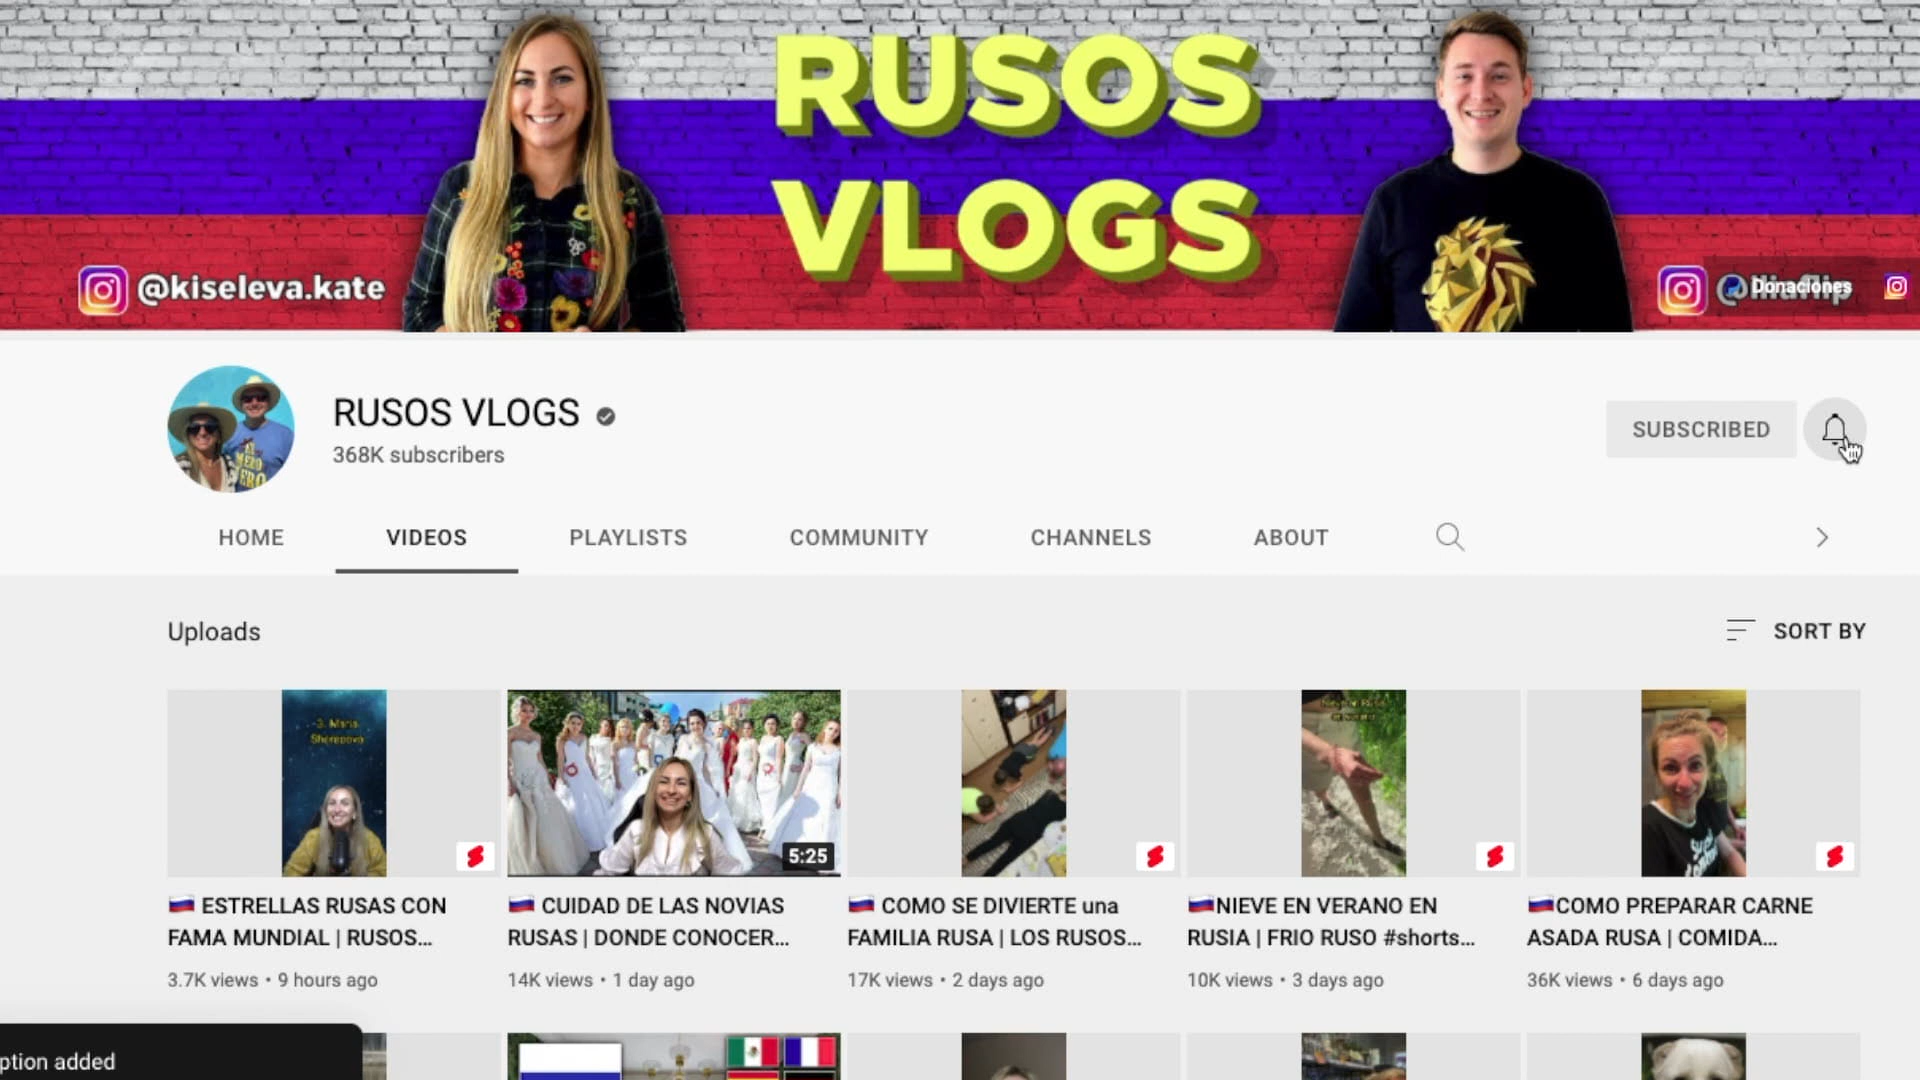 RUSOS
VLOGS
@kiseleva.kate
Donaciones
RUSOS VLOGS
368K subscribers
SUBSCRIBED
HOME
VIDEOS
PLAYLISTS
COMMUNITY
CHANNELS
ABOUT
Uploads
SORT BY
3. Maria
Sharapova
5:25
ESTRELLAS RUSAS CON
FAMA MUNDIAL | RUSOS...
3.7K views • 9 hours ago
CUIDAD DE LAS NOVIAS
RUSAS | DONDE CONOCER...
14K views • 1 day ago
COMO SE DIVIERTE una
FAMILIA RUSA | LOS RUSOS...
17K views • 2 days ago
NIEVE EN VERANO EN
RUSIA | FRIO RUSO #shorts...
10K views • 3 days ago
COMO PREPARAR CARNE
ASADA RUSA | COMIDA...
36K views • 6 days ago
ption added